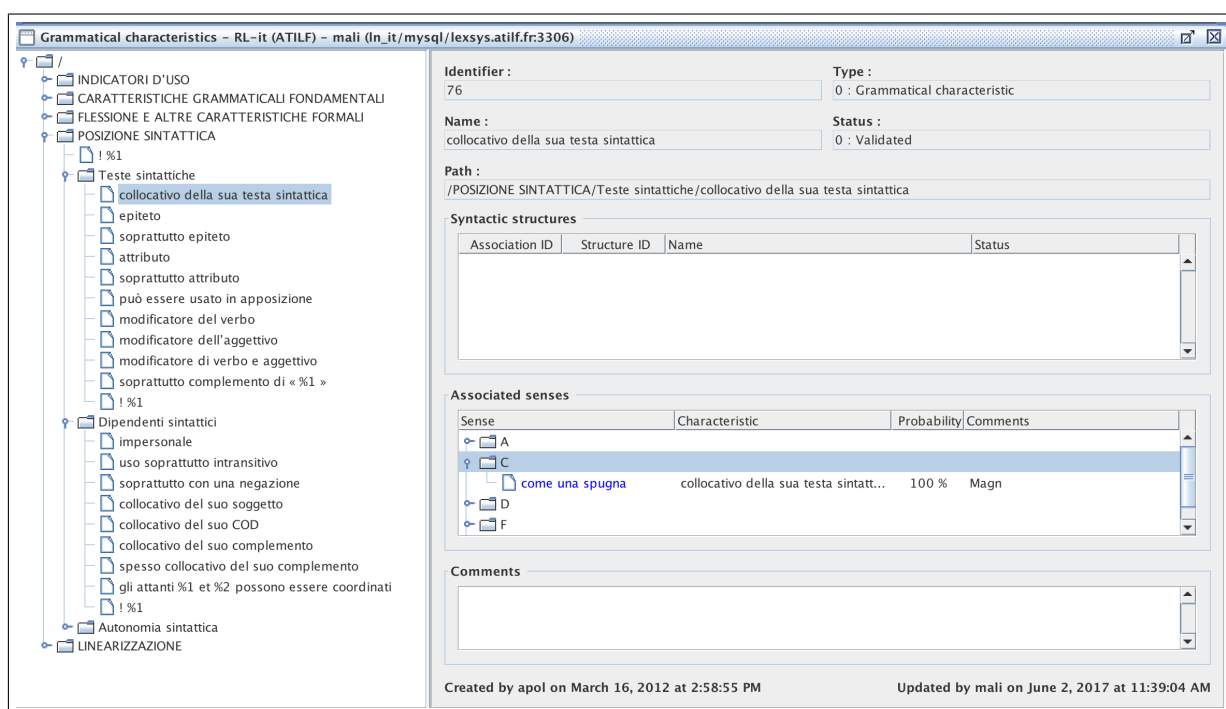 Grammatical characteristics – RL-it (ATILF) – mali (ln_it/mysql/lexsys.atilf.fr:3306)
/
INDICATORI D'USO
CARATTERISTICHE GRAMMATICALI FONDAMENTALI
FLESSIONE E ALTRE CARATTERISTICHE FORMALI
POSIZIONE SINTATTICA
! %1
Teste sintattiche
collocativo della sua testa sintattica
epiteto
soprattutto epiteto
attributo
soprattutto attributo
può essere usato in apposizione
modificatore del verbo
modificatore dell'aggettivo
modificatore di verbo e aggettivo
soprattutto complemento di « %1 »
! %1
Dipendenti sintattici
impersonale
uso soprattutto intransitivo
soprattutto con una negazione
collocativo del suo soggetto
collocativo del suo COD
collocativo del suo complemento
spesso collocativo del suo complemento
gli attanti %1 et %2 possono essere coordinati
! %1
Autonomia sintattica
LINEARIZZAZIONE
Identifier : Type :
76 0 : Grammatical characteristic
Name : Status :
collocativo della sua testa sintattica 0 : Validated
Path :
/POSIZIONE SINTATTICA/Teste sintattiche/collocativo della sua testa sintattica
Syntactic structures
Association ID Structure ID Name Status
Associated senses
Sense Characteristic Probability Comments
A
C
come una spugna collocativo della sua testa sintatt... 100 % Magn
D
F
Comments
Created by apol on March 16, 2012 at 2:58:55 PM Updated by mali on June 2, 2017 at 11:39:04 AM